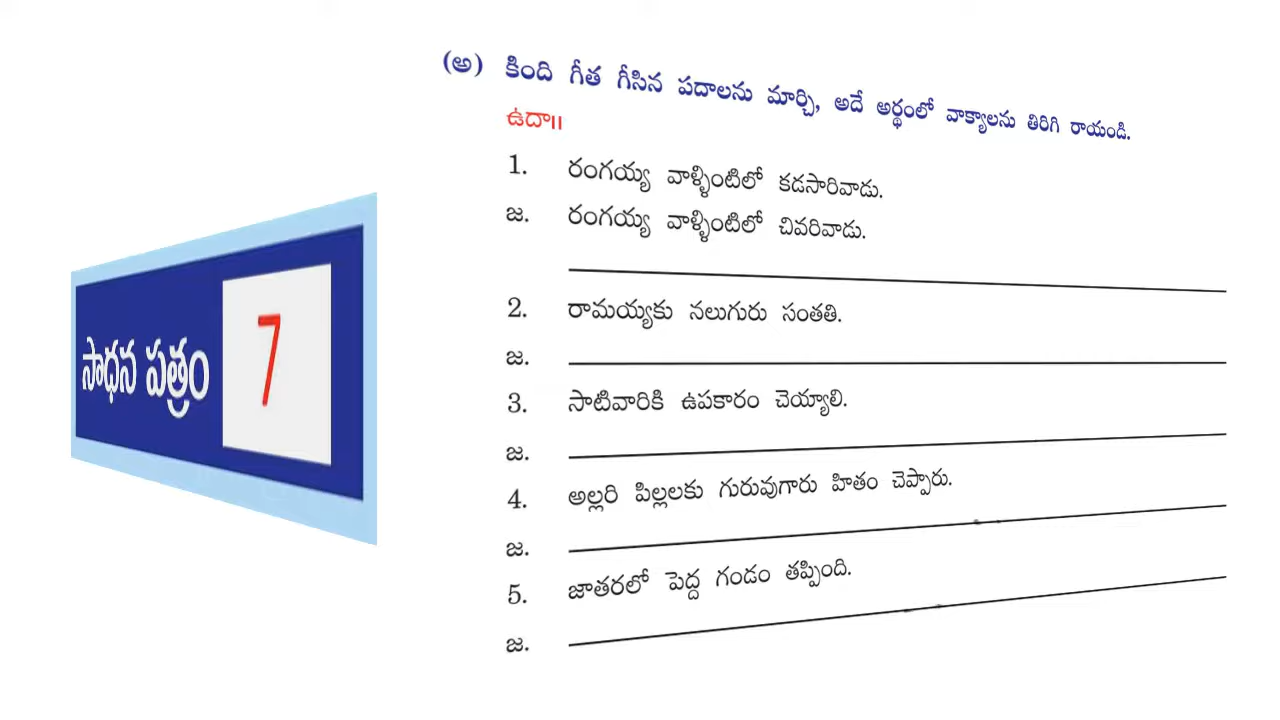 సాధన పత్రం 7
(అ) కింది గీత గీసిన పదాలను మార్చి, అదే అర్థంలో వాక్యాలను తిరిగి రాయండి.
ఉదా॥
1. రంగయ్య వాళ్ళింటిలో కడసారివాడు.
జ. రంగయ్య వాళ్ళింటిలో చివరివాడు.
2. రామయ్యకు నలుగురు సంతతి.
జ.
3. సాటివారికి ఉపకారం చెయ్యాలి.
జ.
4. అల్లరి పిల్లలకు గురువుగారు హితం చెప్పారు.
జ.
5. జాతరలో పెద్ద గండం తప్పింది.
జ.